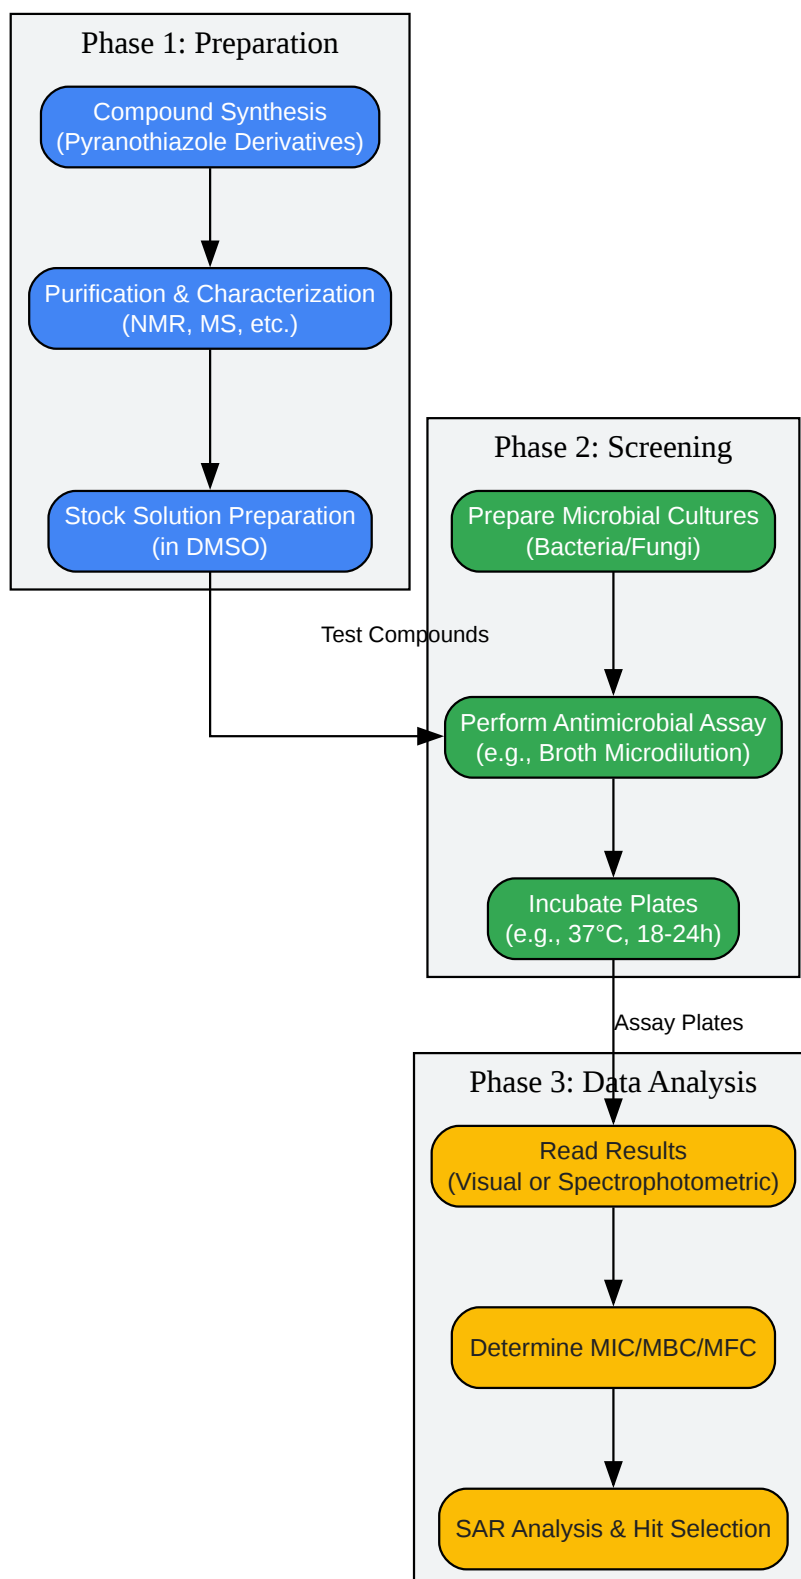 Phase 1: Preparation
Compound Synthesis
(Pyranothiazole Derivatives)
Purification & Characterization
(NMR, MS, etc.)
Stock Solution Preparation
(in DMSO)
Phase 2: Screening
Prepare Microbial Cultures
(Bacteria/Fungi)
Test Compounds
Perform Antimicrobial Assay
(e.g., Broth Microdilution)
Incubate Plates
(e.g., 37°C, 18-24h)
Assay Plates
Phase 3: Data Analysis
Read Results
(Visual or Spectrophotometric)
Determine MIC/MBC/MFC
SAR Analysis & Hit Selection